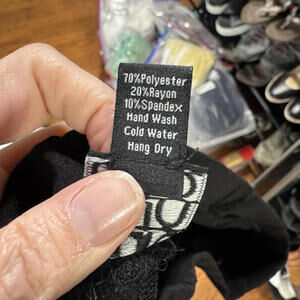 70%Polyester
20%Rayon
10%Spandex
Hand Wash
Cold Water
Hang Dry